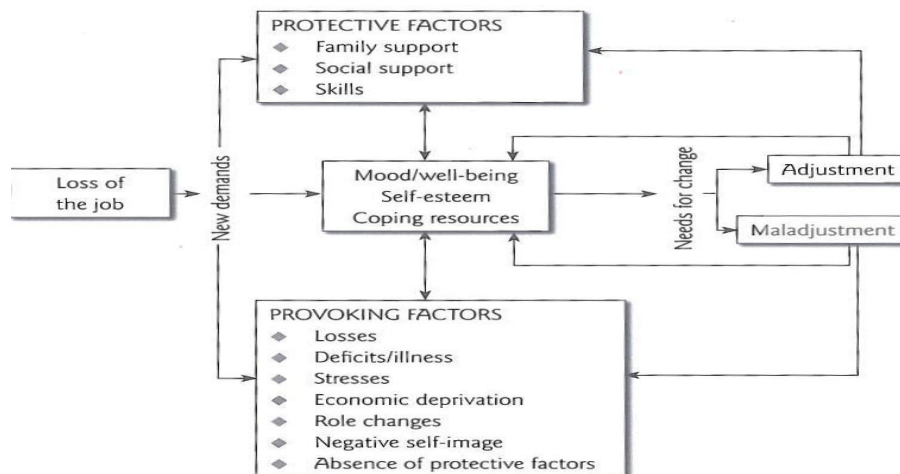 PROTECTIVE FACTORS
Family support
Social support
Skills
Loss of
the job
New demands
Mood/well-being
Self-esteem
Coping resources
Needs for change
Adjustment
Maladjustment
PROVOKING FACTORS
Losses
Deficits/illness
Stresses
Economic deprivation
Role changes
Negative self-image
Absence of protective factors